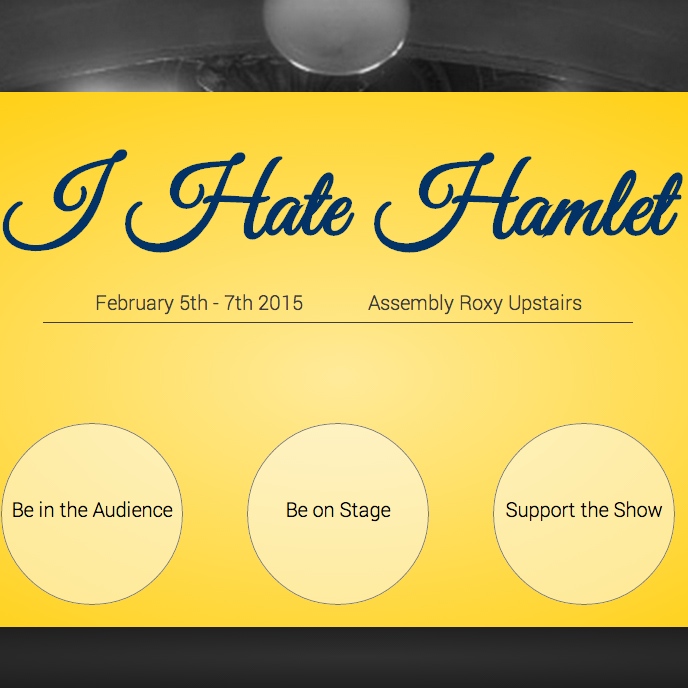 I Hate Hamlet
February 5th - 7th 2015 Assembly Roxy Upstairs
Be in the Audience
Be on Stage
Support the Show